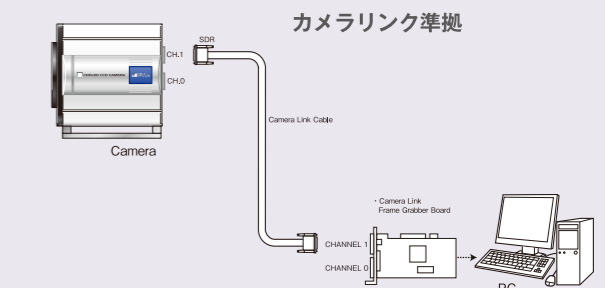 カメラリンク準拠
SDR
CH.1
CH.0
Camera
Camera Link Cable
・Camera Link
Frame Grabber Board
CHANNEL 1
CHANNEL 0
PC